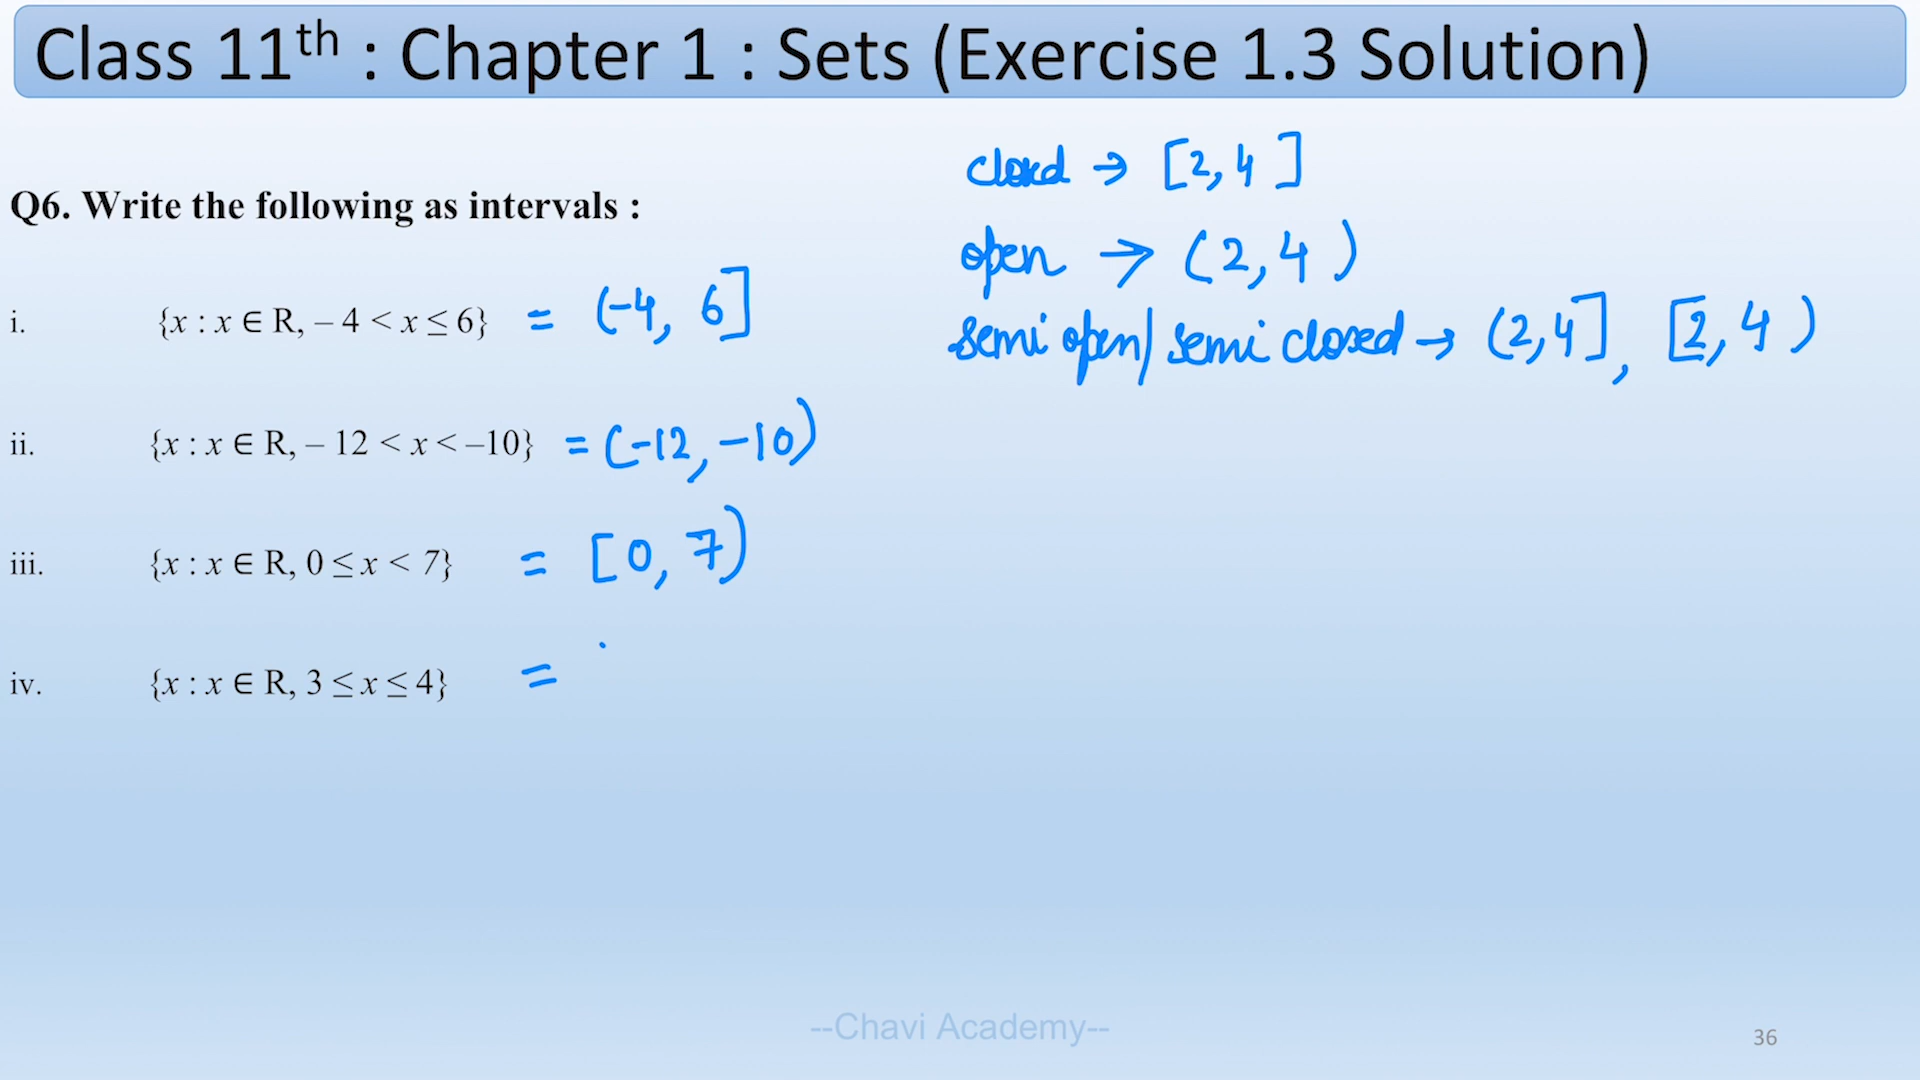 Class 11th : Chapter 1 : Sets (Exercise 1.3 Solution)
Q6. Write the following as intervals :
i. {x : x ∈ R, – 4 < x ≤ 6} = (-4, 6]
ii. {x : x ∈ R, – 12 < x < –10} = (-12, -10)
iii. {x : x ∈ R, 0 ≤ x < 7} = [0, 7)
iv. {x : x ∈ R, 3 ≤ x ≤ 4} =
closed → [2, 4]
open → (2, 4)
semi open/ semi closed → (2, 4], [2, 4)
--Chavi Academy--
36